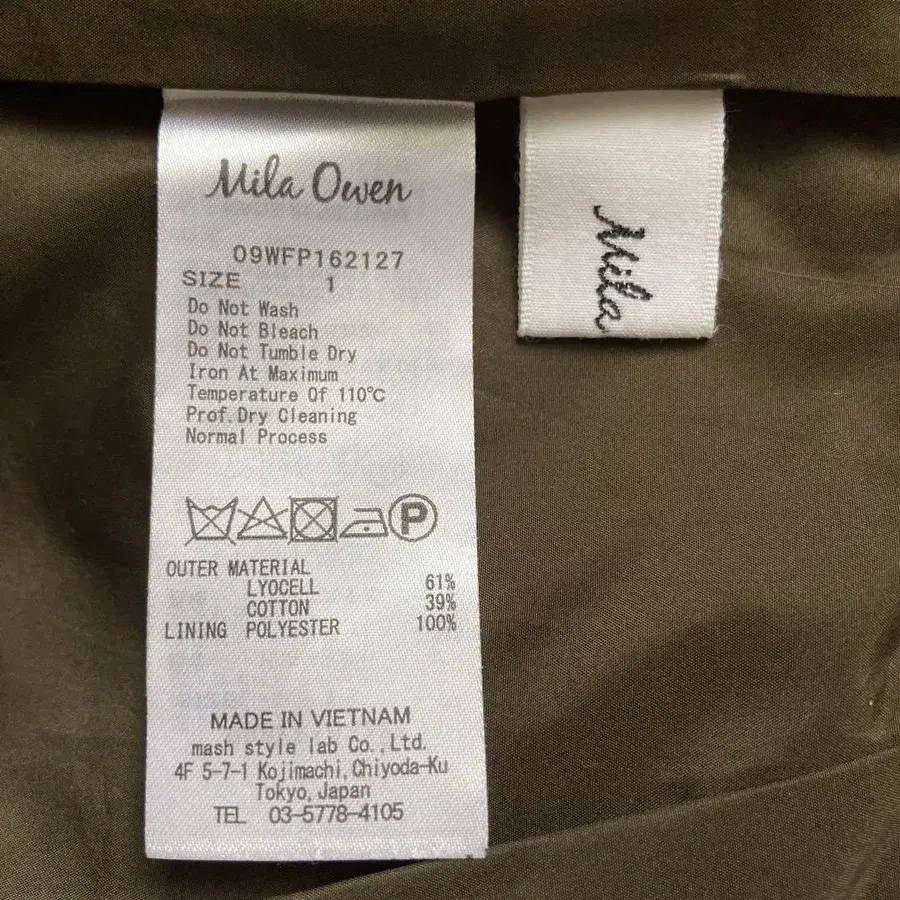 Mila Owen
09WFP162127
SIZE 1
Do Not Wash
Do Not Bleach
Do Not Tumble Dry
Iron At Maximum
Temperature Of 110℃
Prof.Dry Cleaning
Normal Process
P
OUTER MATERIAL
LYOCELL 61%
COTTON 39%
LINING POLYESTER 100%
MADE IN VIETNAM
mash style lab Co.,Ltd.
4F 5-7-1 Kojimachi,Chiyoda-Ku
Tokyo,Japan
TEL 03-5778-4105
Mila